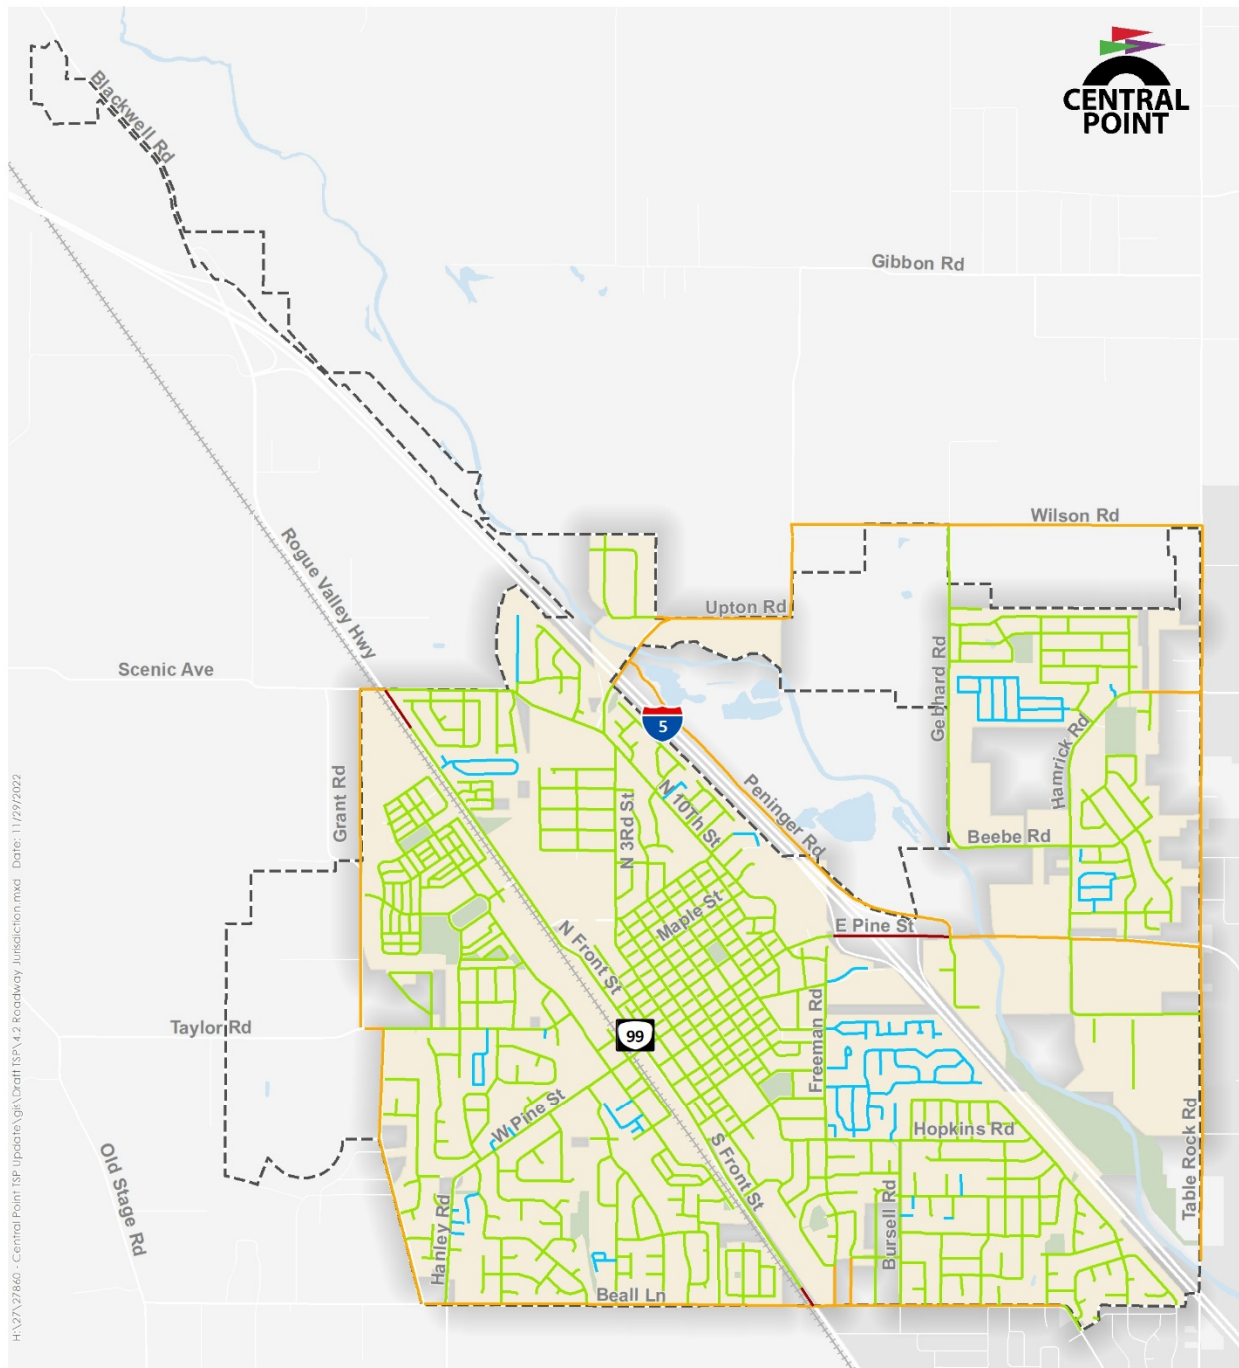 CENTRAL
POINT
Blackwell Rd
Gibbon Rd
Wilson Rd
Rogue Valley Hwy
Upton Rd
Scenic Ave
Gebhard Rd
5
Hamrick Rd
Grant Rd
N 3Rd St
N 10Th St
Peninger Rd
Beebe Rd
Maple St
E Pine St
N Front St
Taylor Rd
99
Freeman Rd
W Pine St
Hopkins Rd
Old Stage Rd
S Front St
Table Rock Rd
Hanley Rd
Bursell Rd
Beall Ln
H:\27\27860 - Central Point TSP Update\gis\Draft TSP\4.2 Roadway Jurisdiction.mxd Date: 11/29/2022